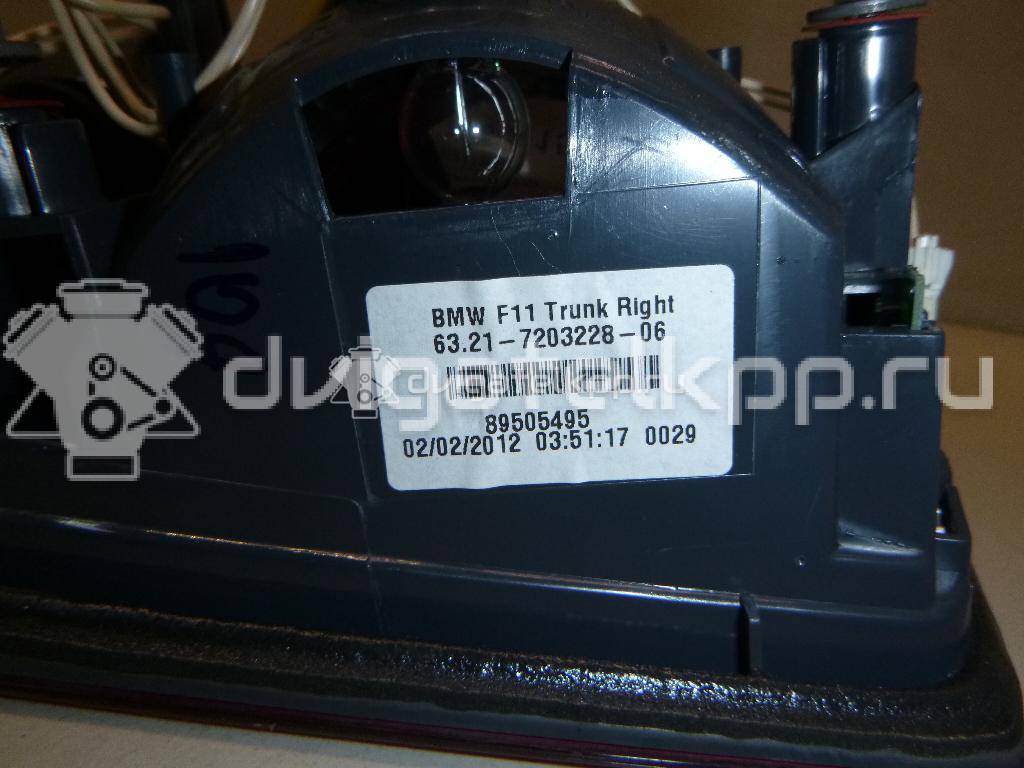 BMW F11 Trunk Right
63.21-7203228-06
89505495
02/02/2012 03:51:17 0029
dvigatelkpp.ru